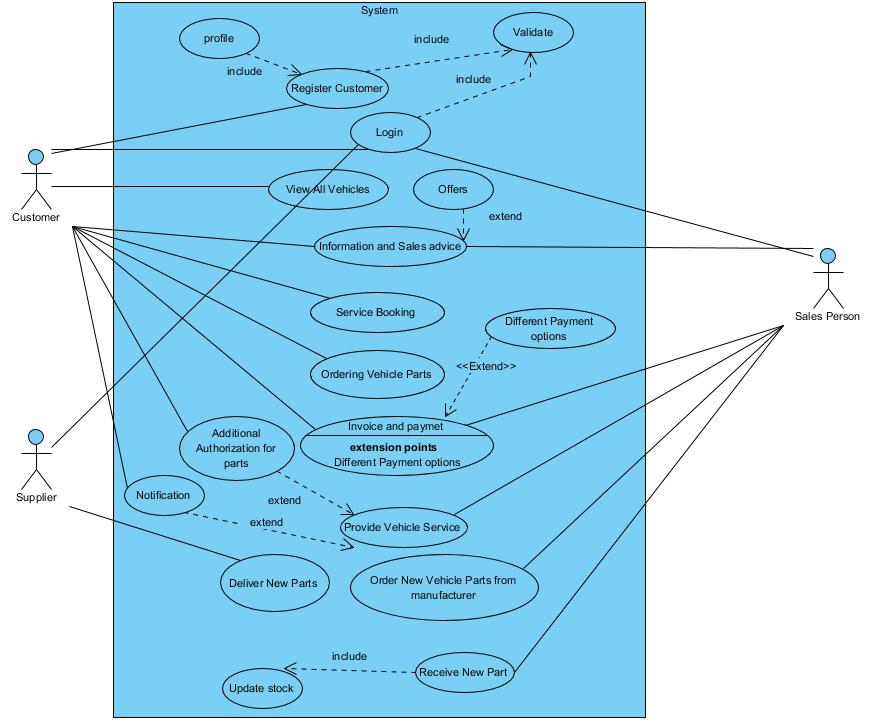 System
profile
Validate
include
include
include
Register Customer
Login
View All Vehicles
Offers
Customer
extend
Information and Sales advice
Sales Person
Service Booking
Different Payment
options
<<Extend>>
Ordering Vehicle Parts
Invoice and paymet
extension points
Different Payment options
Additional
Authorization for
parts
Supplier
Notification
extend
extend
Provide Vehicle Service
Deliver New Parts
Order New Vehicle Parts from
manufacturer
include
Receive New Part
Update stock